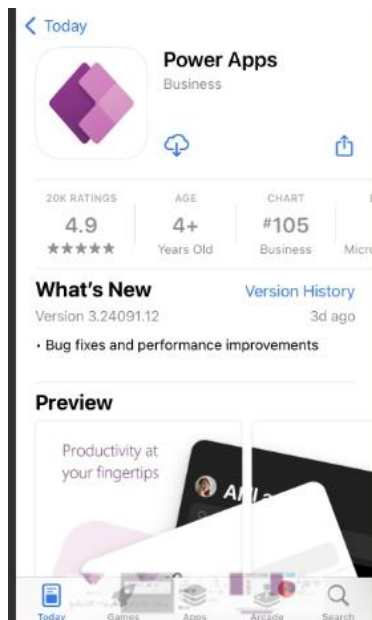 Today
Power Apps
Business
20K RATINGS
AGE
CHART
4.9
4+
#105
★★★★★
Years Old
Business
Micro
What's New
Version History
Version 3.24091.12
3d ago
• Bug fixes and performance improvements
Preview
Productivity at
your fingertips
Today
Games
Apps
Arcade
Search